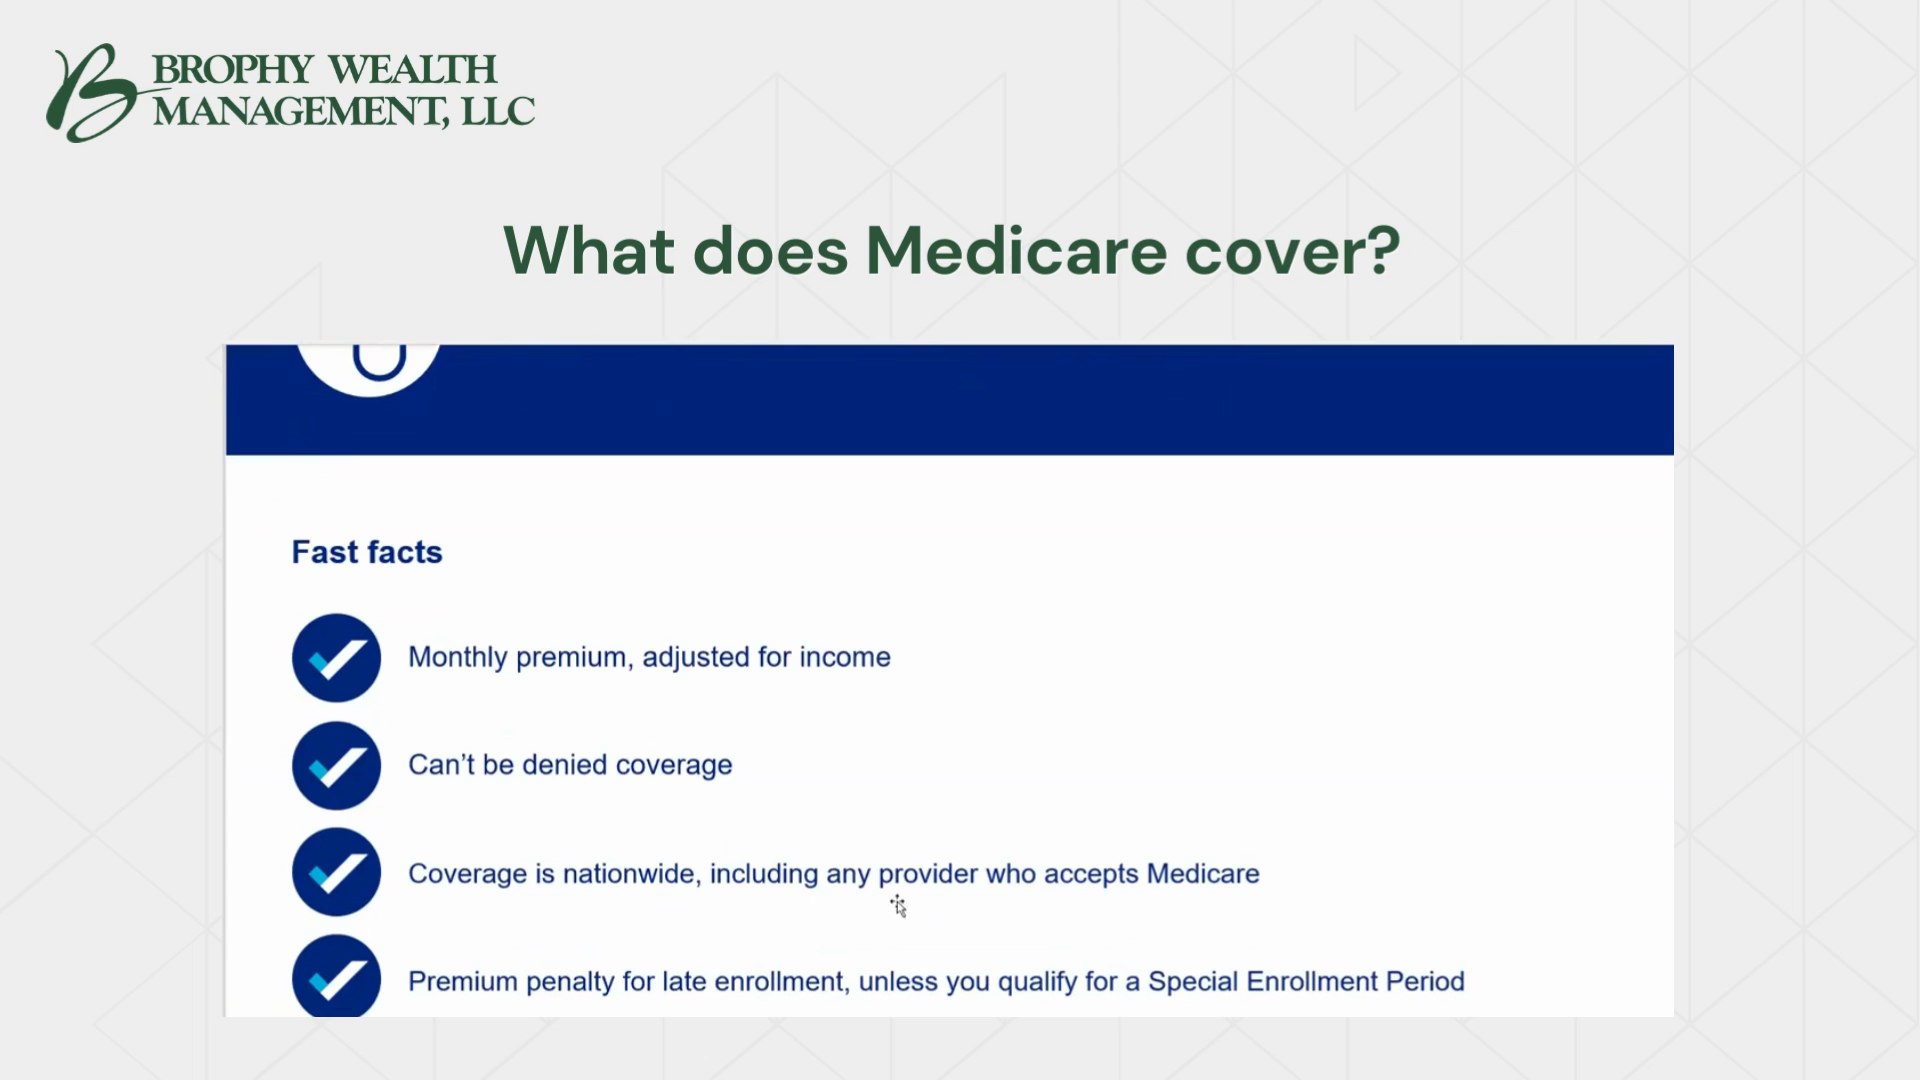 BROPHY WEALTH
MANAGEMENT, LLC
What does Medicare cover?
Fast facts
Monthly premium, adjusted for income
Can’t be denied coverage
Coverage is nationwide, including any provider who accepts Medicare
Premium penalty for late enrollment, unless you qualify for a Special Enrollment Period